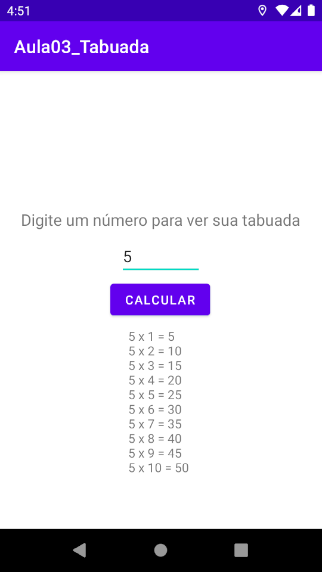 4:51
Aula03_Tabuada
Digite um número para ver sua tabuada
5
CALCULAR
5 x 1 = 5
5 x 2 = 10
5 x 3 = 15
5 x 4 = 20
5 x 5 = 25
5 x 6 = 30
5 x 7 = 35
5 x 8 = 40
5 x 9 = 45
5 x 10 = 50